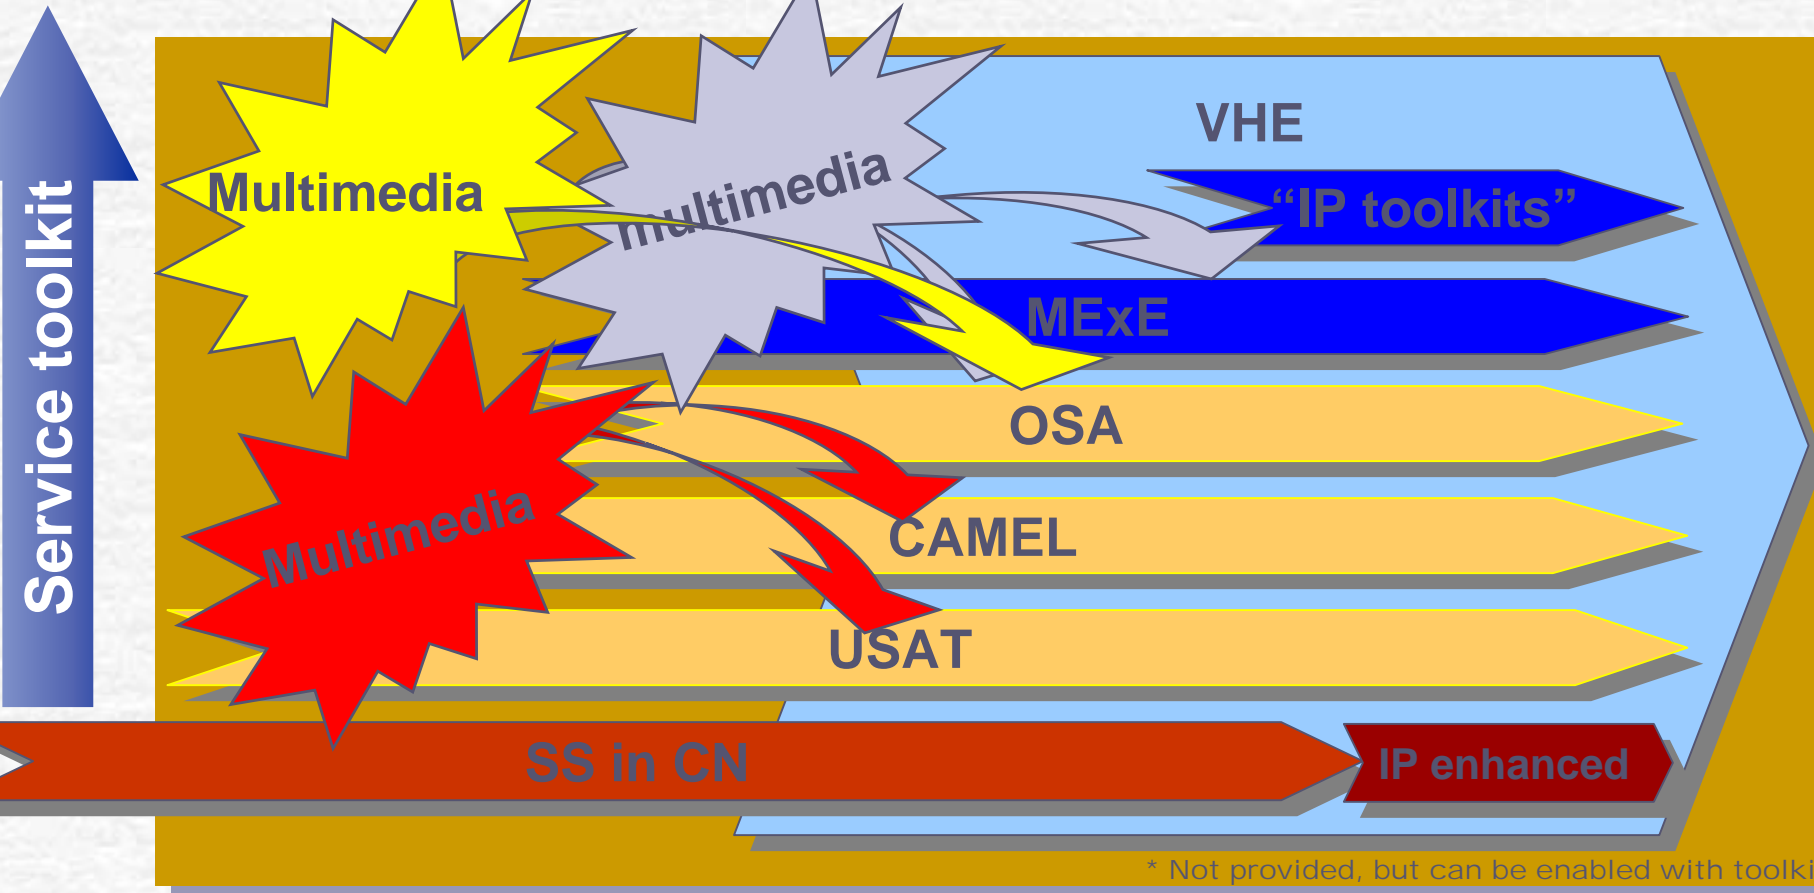 Service toolkit
VHE
Multimedia
multimedia
“IP toolkits”
MExE
OSA
Multimedia
CAMEL
USAT
SS in CN
IP enhanced
* Not provided, but can be enabled with toolki